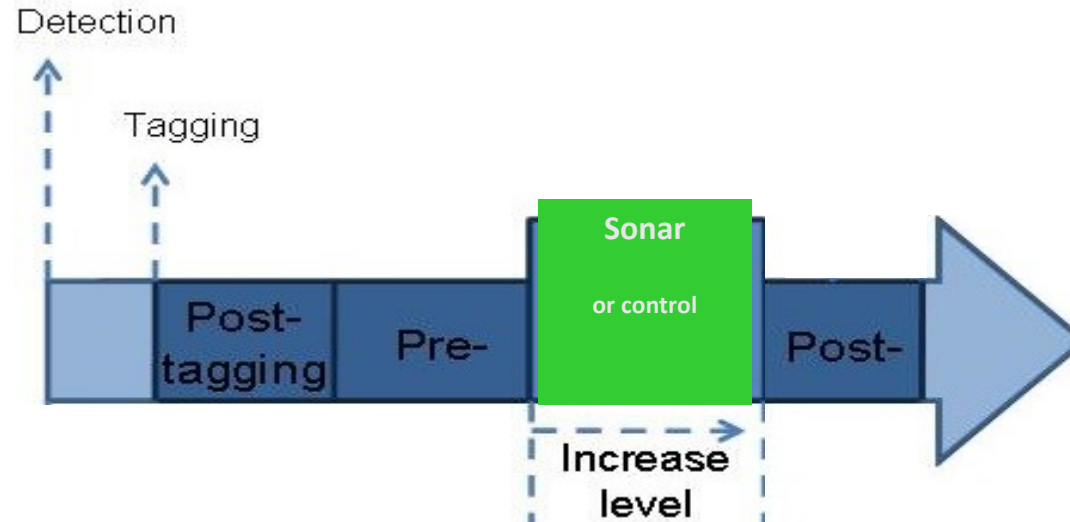 Detection
Tagging
Sonar
or control
Post-
tagging
Pre-
Post-
Increase
level